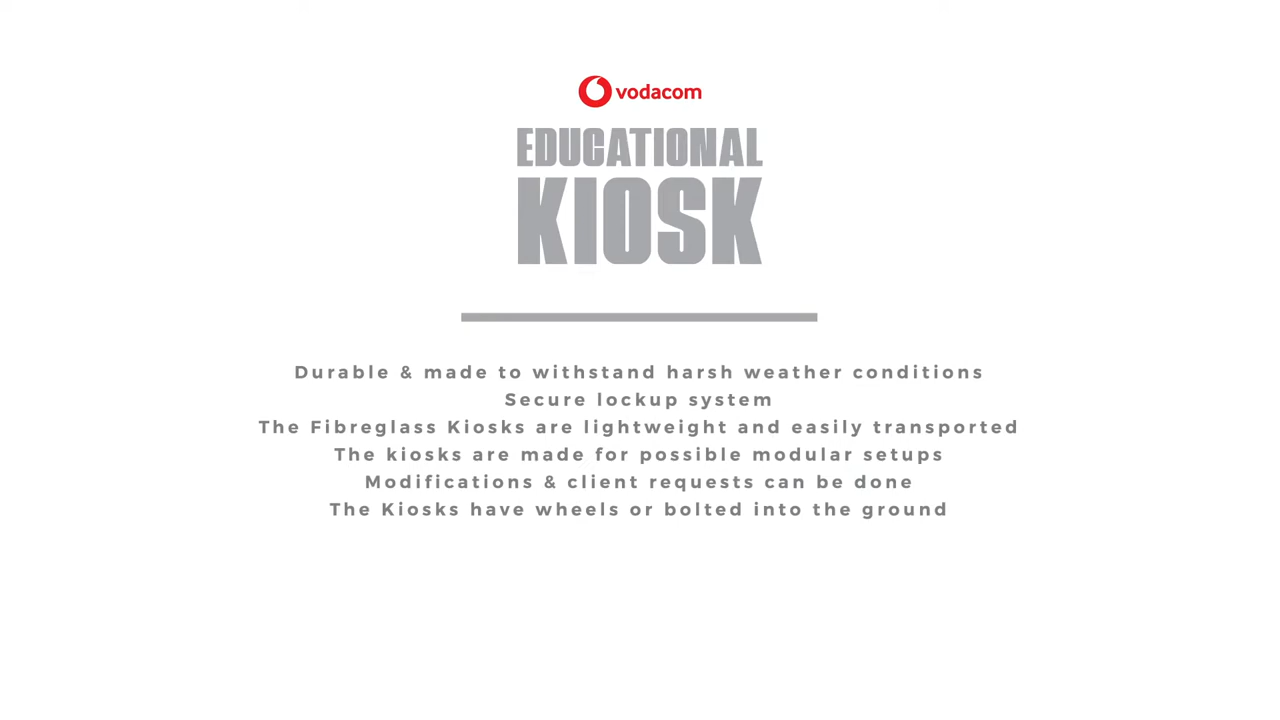 vodacom
EDUCATIONAL
KIOSK
Durable & made to withstand harsh weather conditions
Secure lockup system
The Fibreglass Kiosks are lightweight and easily transported
The kiosks are made for possible modular setups
Modifications & client requests can be done
The Kiosks have wheels or bolted into the ground